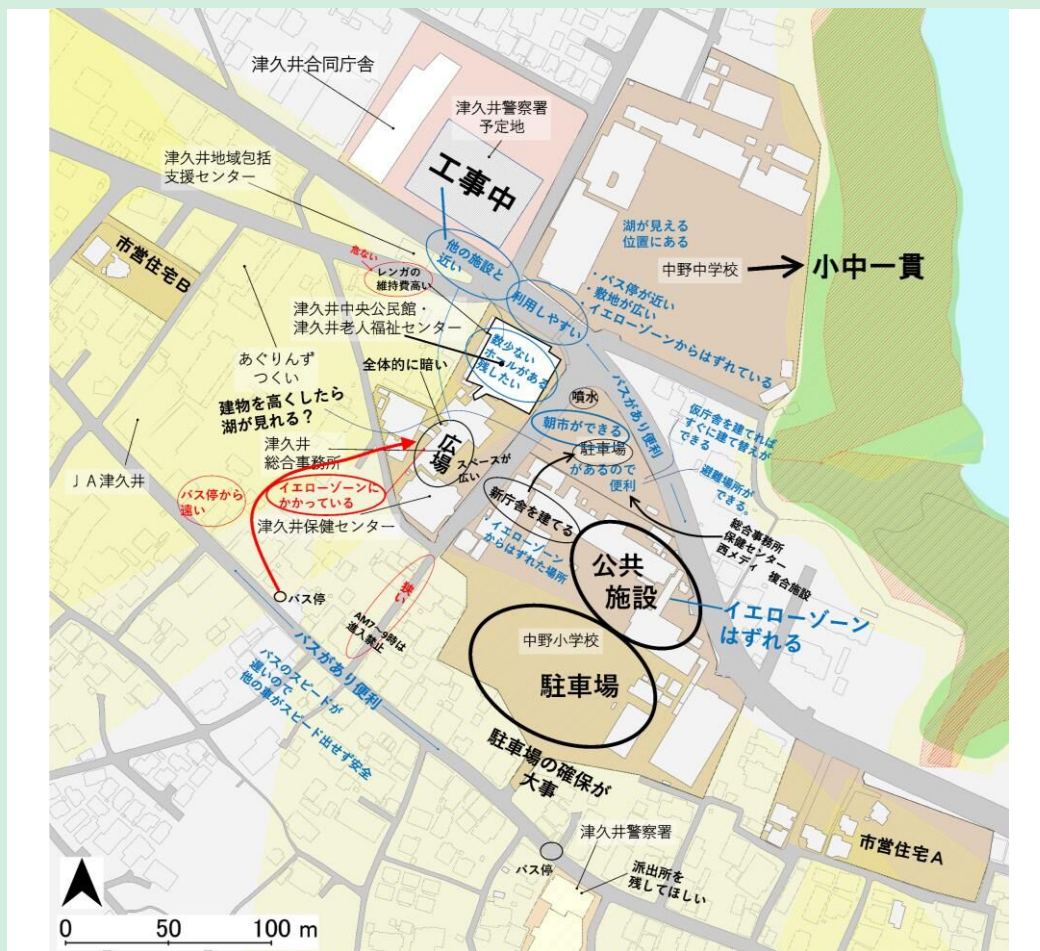 津久井合同庁舎
津久井警察署
予定地
工事中
津久井地域包括
支援センター
市営住宅B
危ない
レンガの
維持費高い
他の施設と
近い
利用しやすい
湖が見える
位置にある
中野中学校
小中一貫
・バス停が近い
・敷地が広い
・イエローゾーンからはずれている
津久井中央公民館・
津久井老人福祉センター
数少ない
ホールがある
残したい
あぐりんず
つくい
全体的に暗い
建物を高くしたら
湖が見れる？
噴水
朝市ができる
バスがあり便利
仮庁舎を建てれば
すぐに建て替えが
できる
津久井
総合事務所
広場
スペースが
広い
駐車場
があるので
便利
避難場所が
できる。
ＪＡ津久井
バス停から
遠い
イエローゾーンに
かかっている
津久井保健センター
新庁舎を建てる
・イエローゾーン
からはずれた場所
総合事務所
保健センター
西メディ　複合施設
公共
施設
イエローゾーン
はずれる
バス停
狭い
AM7～9時は
進入禁止
中野小学校
駐車場
バスがあり便利
バスのスピードが
遅いので
他の車がスピード出せず安全
駐車場の確保が
大事
津久井警察署
バス停
派出所を
残してほしい
市営住宅A
0 50 100 m